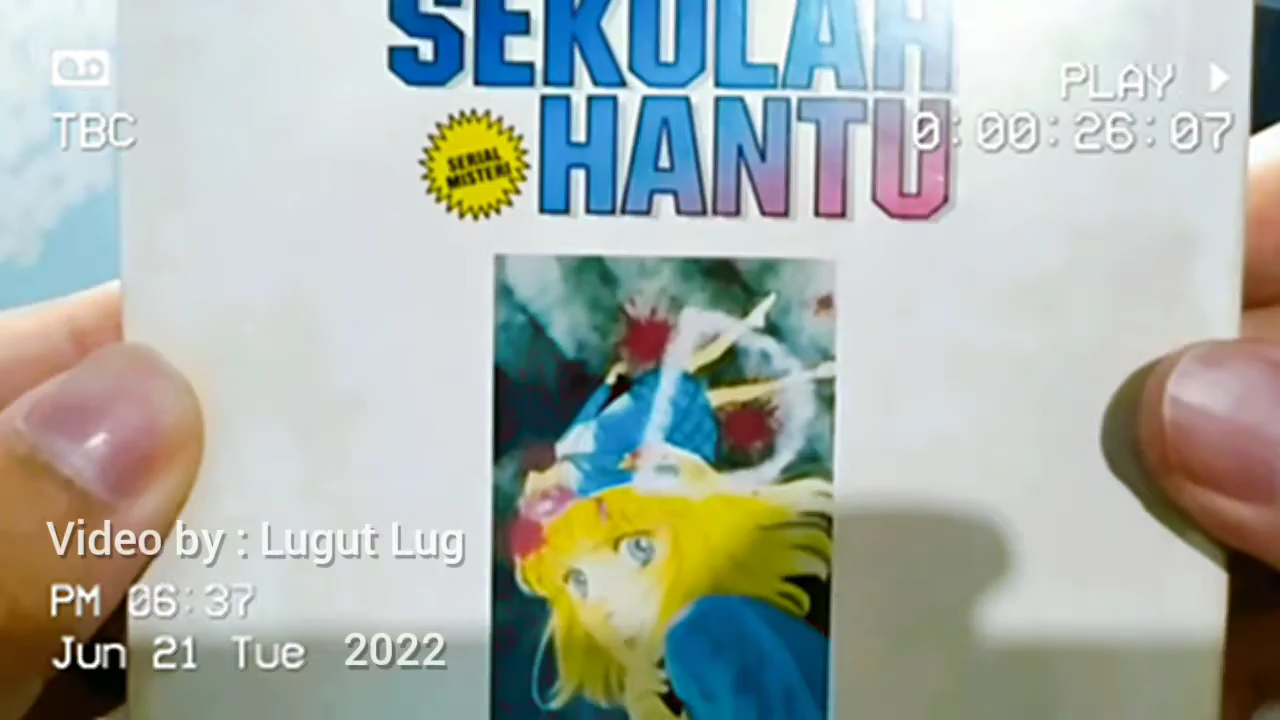 SEKOLAH
HANTU
SERIAL
MISTERI
PLAY
TBC
0:00:26:07
Video by : Lugut Lug
PM 06:37
Jun 21 Tue 2022